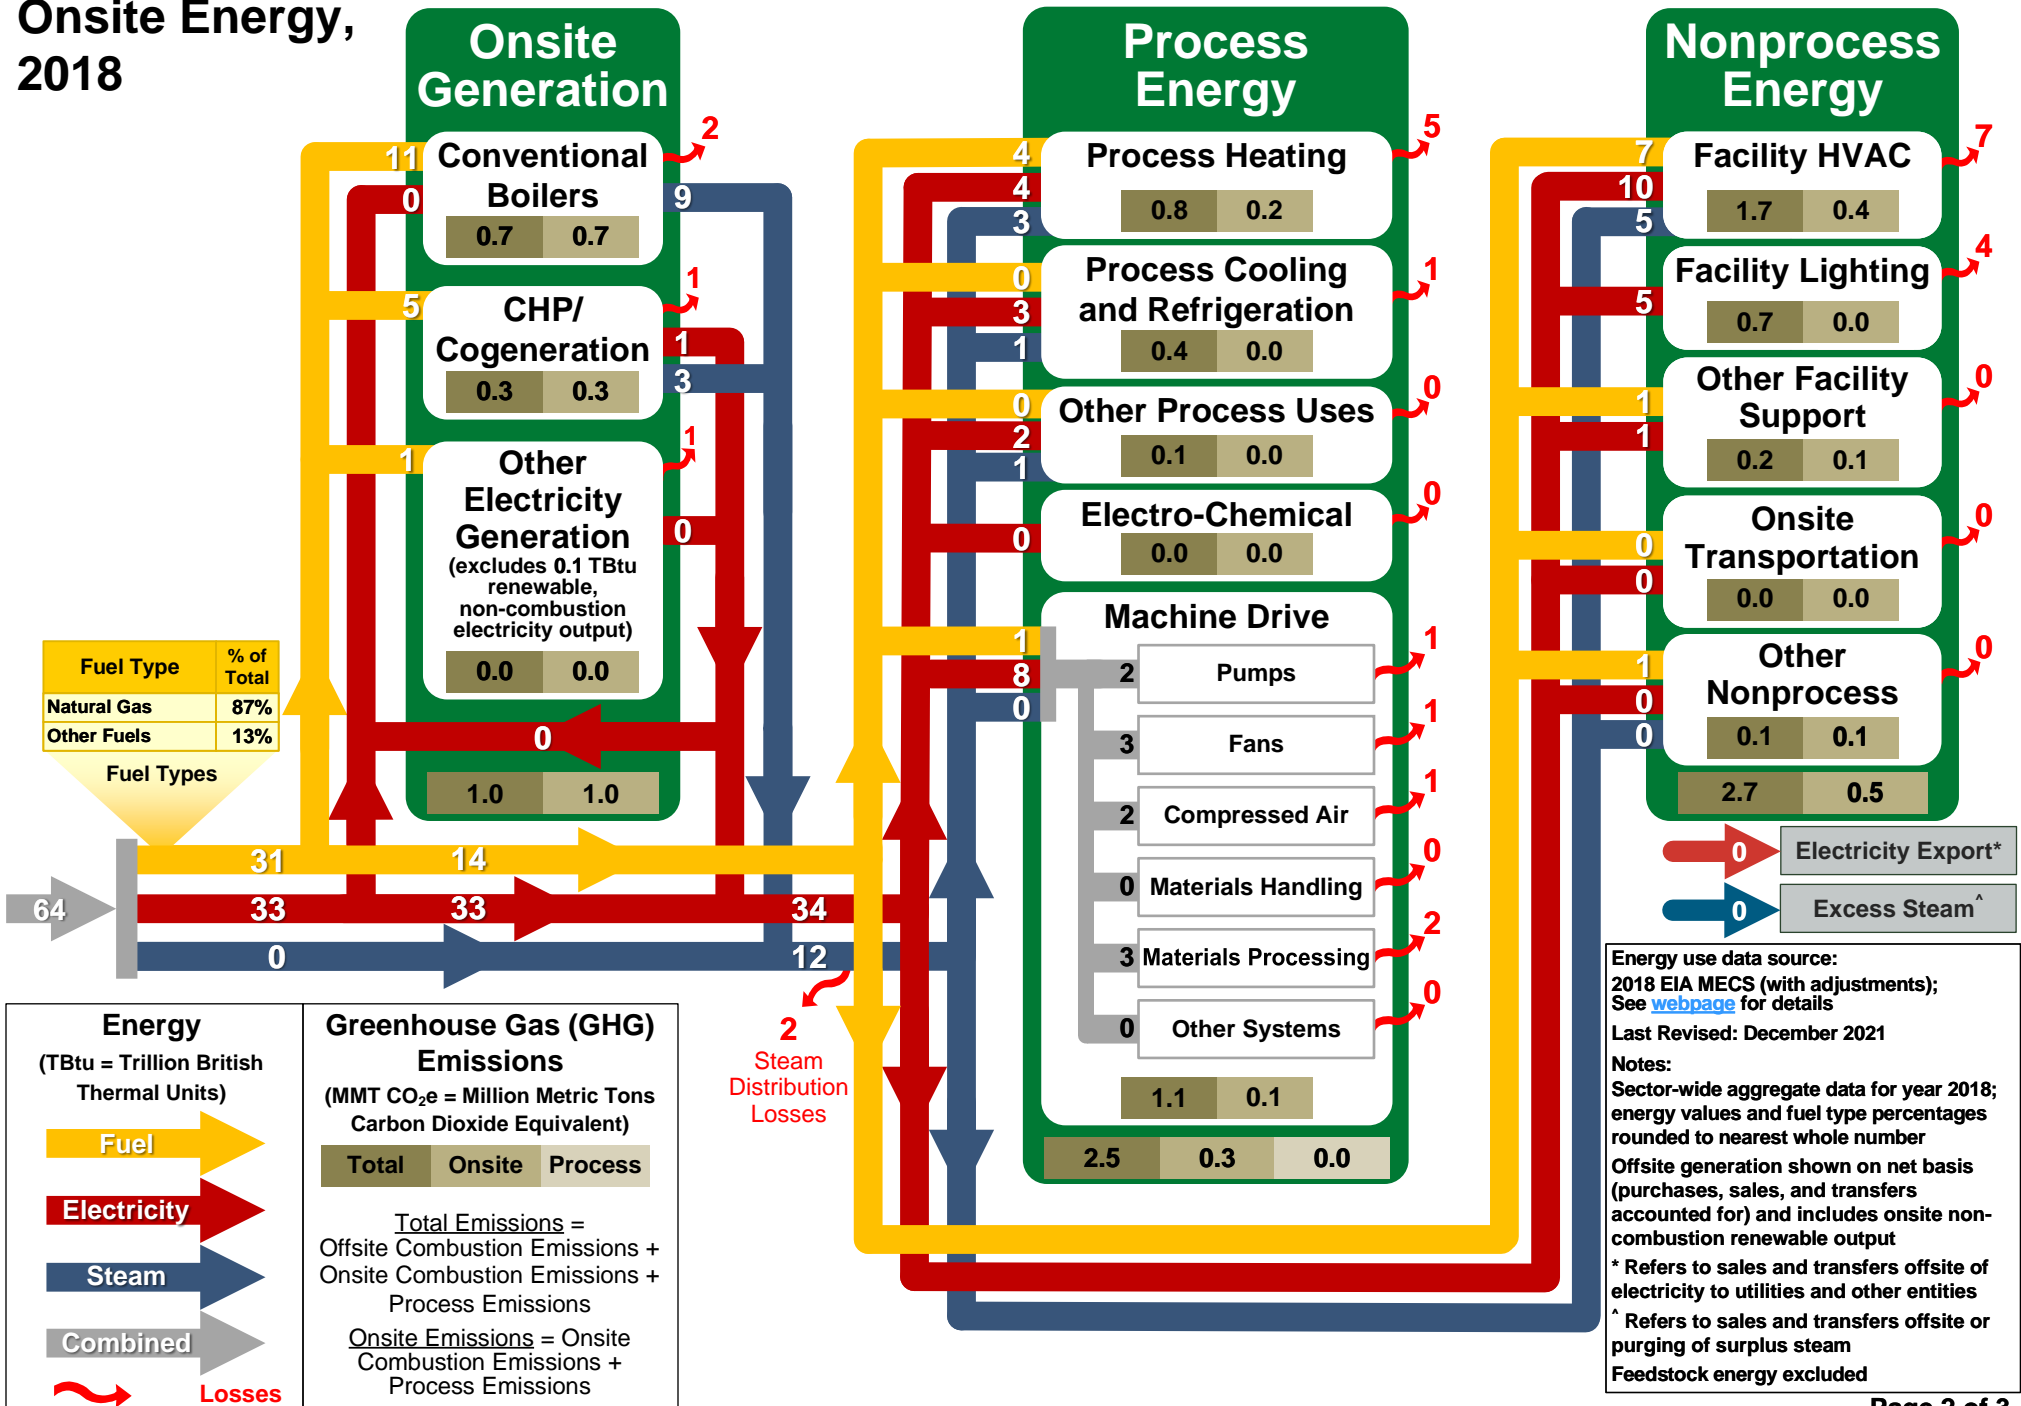 Onsite Energy,
2018
Onsite
Generation
11
0
Conventional
Boilers
0.7 0.7
2
9
5
CHP/
Cogeneration
0.3 0.3
1
1
3
1
Other
Electricity
Generation
(excludes 0.1 TBtu
renewable,
non-combustion
electricity output)
0.0 0.0
1
0
0
1.0 1.0
Fuel Type % of Total
Natural Gas 87%
Other Fuels 13%
Fuel Types
64
31 14
33 33 34
0 12
2
Steam
Distribution
Losses
Process
Energy
4
4
3
Process Heating
0.8 0.2
5
0
3
1
Process Cooling
and Refrigeration
0.4 0.0
1
0
2
1
Other Process Uses
0.1 0.0
0
0
Electro-Chemical
0.0 0.0
0
Machine Drive
1
8
0
2 Pumps 1
3 Fans 1
2 Compressed Air 1
0 Materials Handling 0
3 Materials Processing 2
0 Other Systems 0
1.1 0.1
2.5 0.3 0.0
Nonprocess
Energy
7
10
5
Facility HVAC
1.7 0.4
7
5
Facility Lighting
0.7 0.0
4
1
1
Other Facility
Support
0.2 0.1
0
0
0
Onsite
Transportation
0.0 0.0
0
1
0
0
Other
Nonprocess
0.1 0.1
0
2.7 0.5
0 Electricity Export*
0 Excess Steam^
Energy
(TBtu = Trillion British
Thermal Units)
Fuel
Electricity
Steam
Combined
Losses
Greenhouse Gas (GHG)
Emissions
(MMT CO₂e = Million Metric Tons
Carbon Dioxide Equivalent)
Total Onsite Process
Total Emissions =
Offsite Combustion Emissions +
Onsite Combustion Emissions +
Process Emissions
Onsite Emissions = Onsite
Combustion Emissions +
Process Emissions
Energy use data source:
2018 EIA MECS (with adjustments);
See webpage for details
Last Revised: December 2021
Notes:
Sector-wide aggregate data for year 2018;
energy values and fuel type percentages
rounded to nearest whole number
Offsite generation shown on net basis
(purchases, sales, and transfers
accounted for) and includes onsite non-
combustion renewable output
* Refers to sales and transfers offsite of
electricity to utilities and other entities
^ Refers to sales and transfers offsite or
purging of surplus steam
Feedstock energy excluded
Page 2 of 3